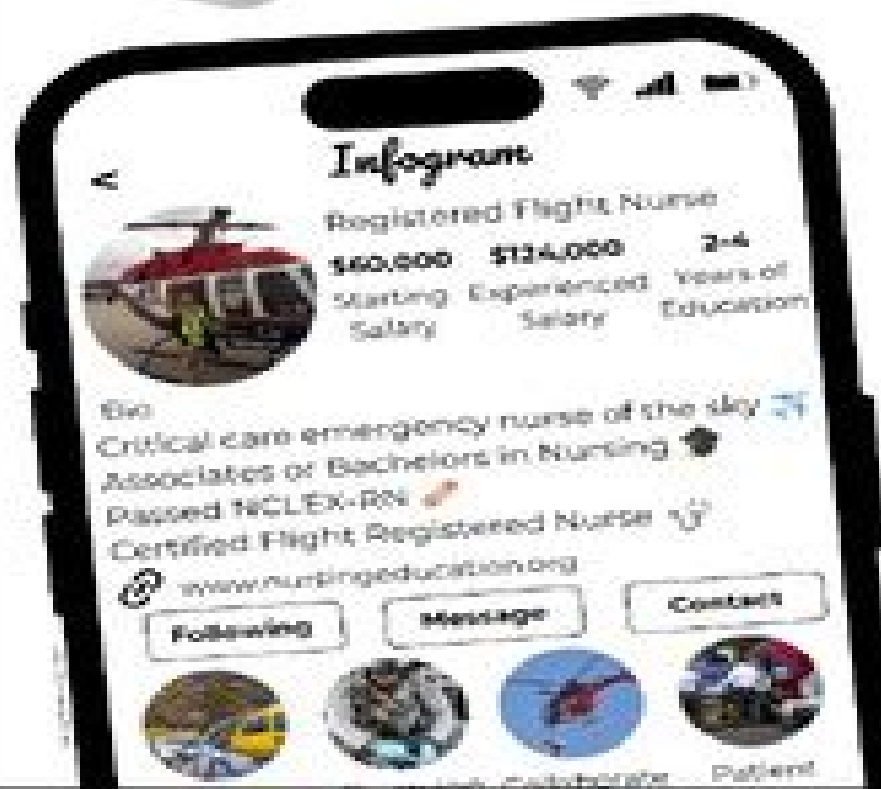 <
Infogram
Registered Flight Nurse
$60,000 $124,000 2-4
Starting Experienced Years of
Salary Salary Education
Bio
Critical care emergency nurse of the sky
Associates or Bachelors in Nursing
Passed NCLEX-RN
Certified Flight Registered Nurse
www.nursingeducation.org
Following Message Contact
Collaborate Patient